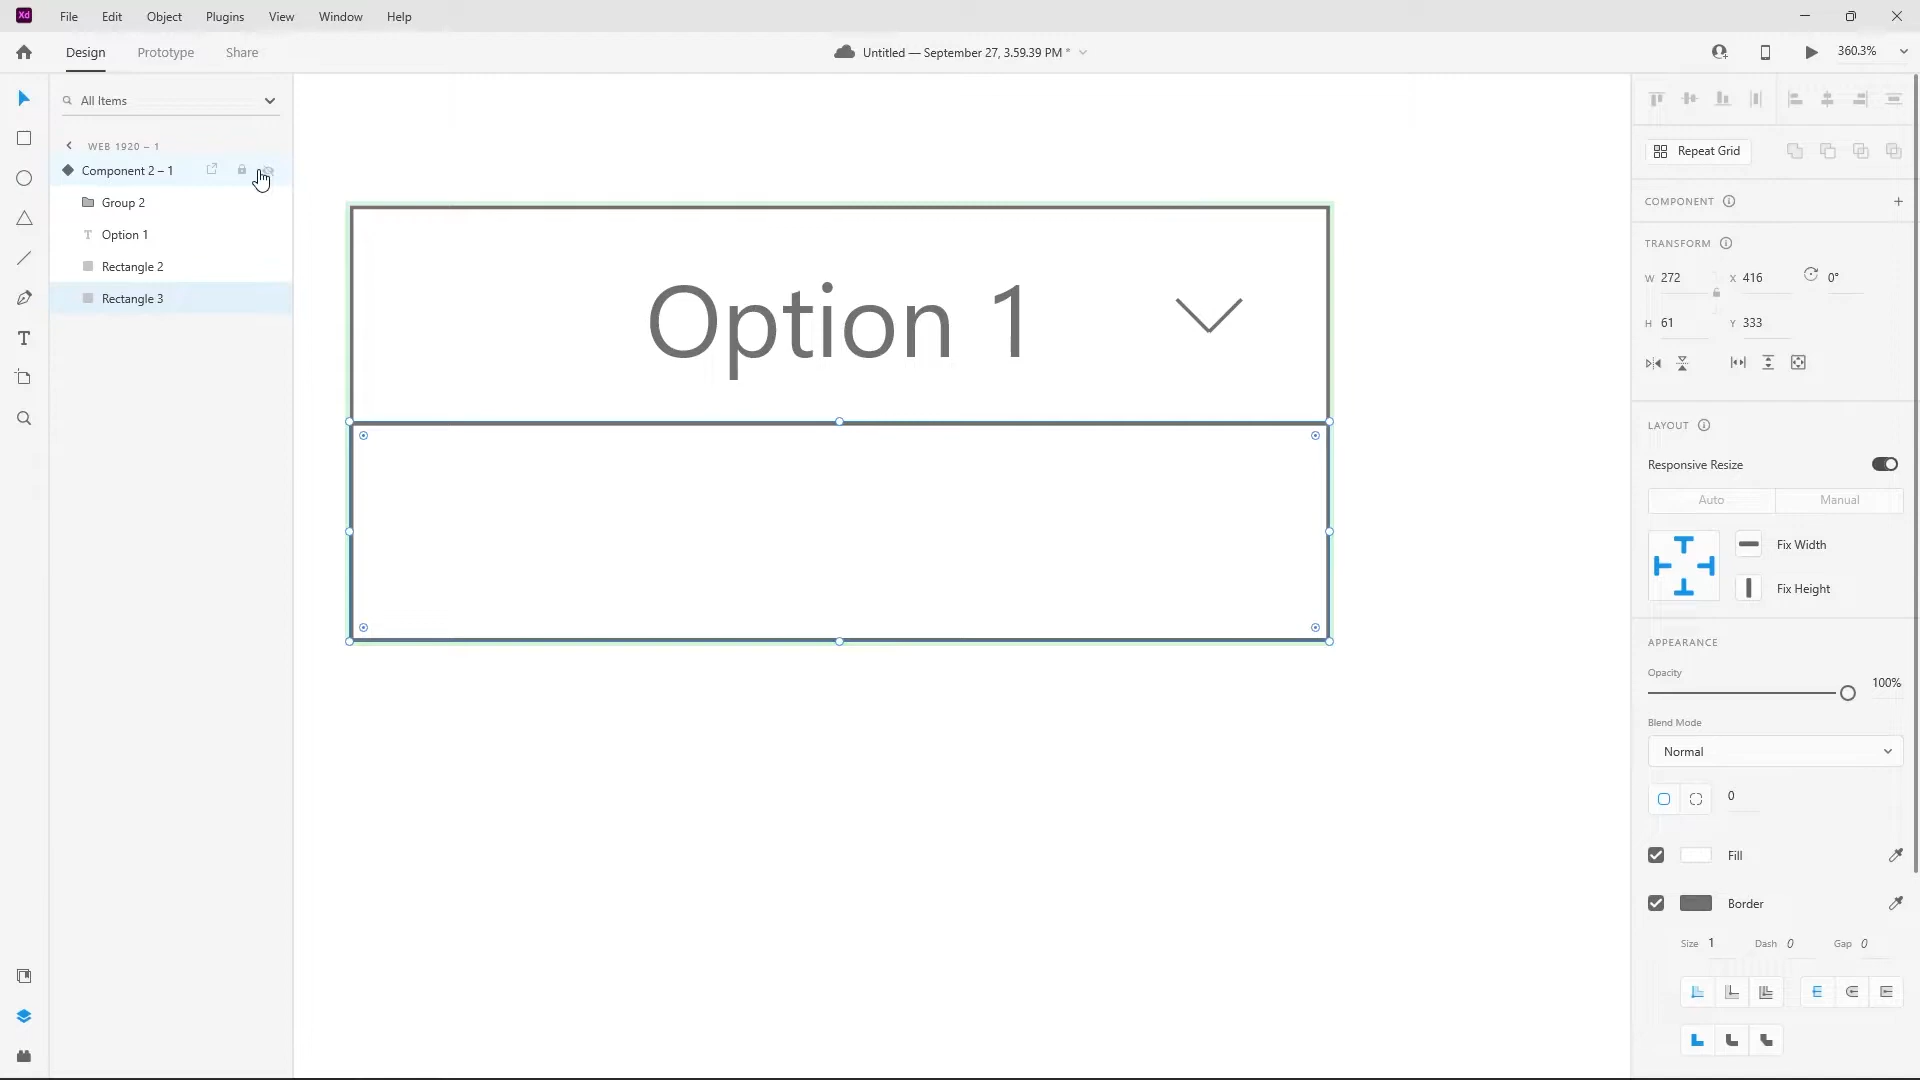 Xd File Edit Object Plugins View Window Help
Design Prototype Share Untitled — September 27, 3.59.39 PM * 360.3%
All Items
WEB 1920 – 1
Component 2 – 1
Group 2
Option 1
Rectangle 2
Rectangle 3
Option 1
Repeat Grid
COMPONENT
TRANSFORM
W 272 X 416 0°
H 61 Y 333
LAYOUT
Responsive Resize
Auto Manual
Fix Width
Fix Height
APPEARANCE
Opacity
100%
Blend Mode
Normal
0
Fill
Border
Size 1 Dash 0 Gap 0